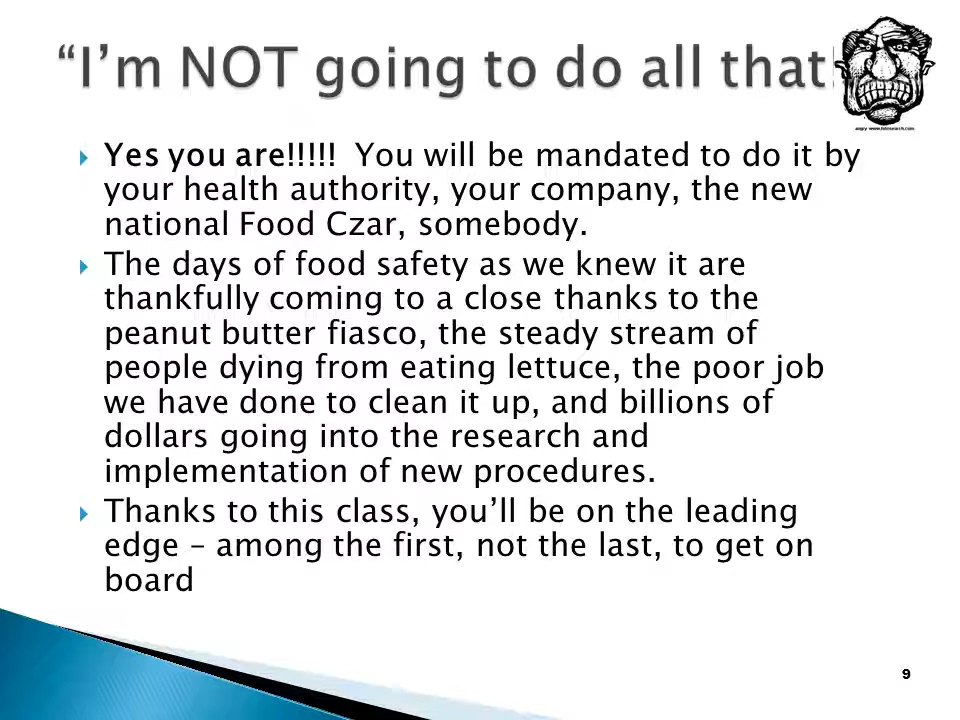 “I’m NOT going to do all that
angry www.fotosearch.com
Yes you are!!!!! You will be mandated to do it by
your health authority, your company, the new
national Food Czar, somebody.
The days of food safety as we knew it are
thankfully coming to a close thanks to the
peanut butter fiasco, the steady stream of
people dying from eating lettuce, the poor job
we have done to clean it up, and billions of
dollars going into the research and
implementation of new procedures.
Thanks to this class, you’ll be on the leading
edge – among the first, not the last, to get on
board
9